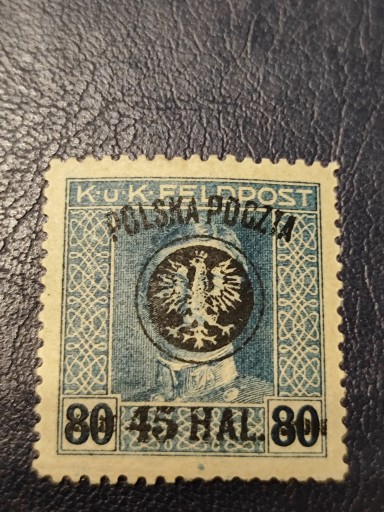 K.u.K.FELDPOST
POLSKA POCZTA
80 45 HAL. 80